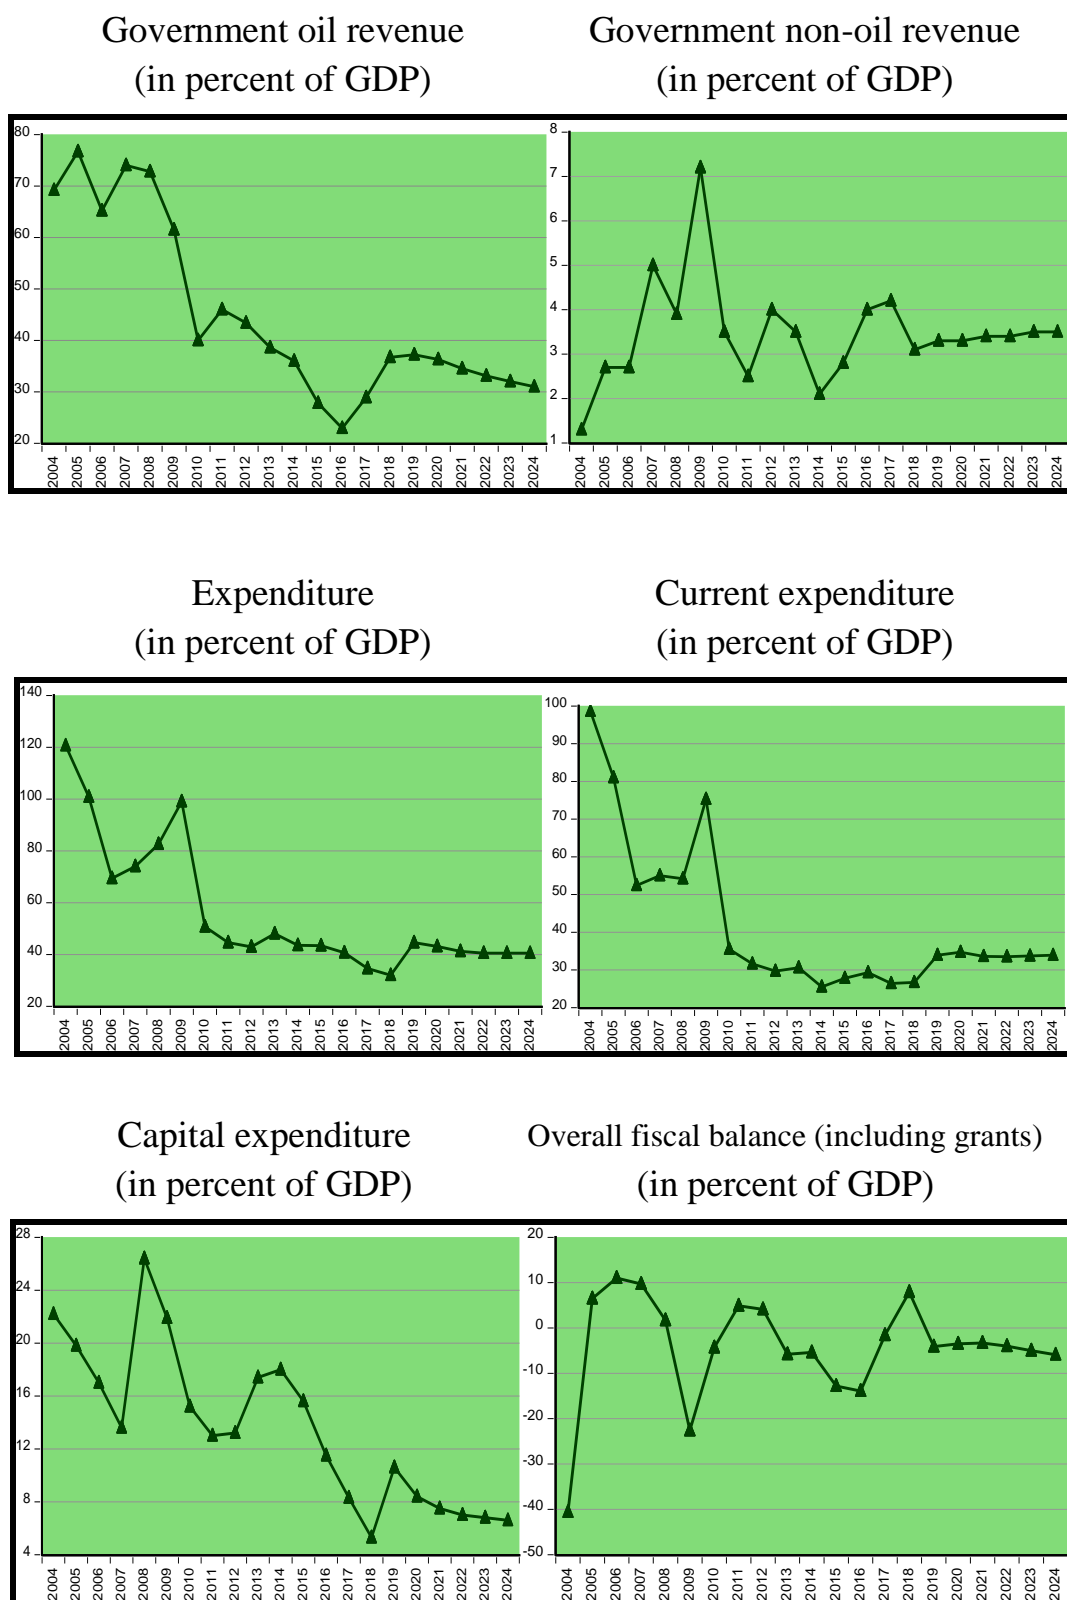 Government oil revenue
(in percent of GDP)
Government non-oil revenue
(in percent of GDP)
80
70
60
50
40
30
20
2004 2005 2006 2007 2008 2009 2010 2011 2012 2013 2014 2015 2016 2017 2018 2019 2020 2021 2022 2023 2024
8
7
6
5
4
3
2
1
2004 2005 2006 2007 2008 2009 2010 2011 2012 2013 2014 2015 2016 2017 2018 2019 2020 2021 2022 2023 2024
Expenditure
(in percent of GDP)
Current expenditure
(in percent of GDP)
140
120
100
80
60
40
20
2004 2005 2006 2007 2008 2009 2010 2011 2012 2013 2014 2015 2016 2017 2018 2019 2020 2021 2022 2023 2024
100
90
80
70
60
50
40
30
20
2004 2005 2006 2007 2008 2009 2010 2011 2012 2013 2014 2015 2016 2017 2018 2019 2020 2021 2022 2023 2024
Capital expenditure
(in percent of GDP)
Overall fiscal balance (including grants)
(in percent of GDP)
28
24
20
16
12
8
4
2004 2005 2006 2007 2008 2009 2010 2011 2012 2013 2014 2015 2016 2017 2018 2019 2020 2021 2022 2023 2024
20
10
0
-10
-20
-30
-40
-50
2004 2005 2006 2007 2008 2009 2010 2011 2012 2013 2014 2015 2016 2017 2018 2019 2020 2021 2022 2023 2024